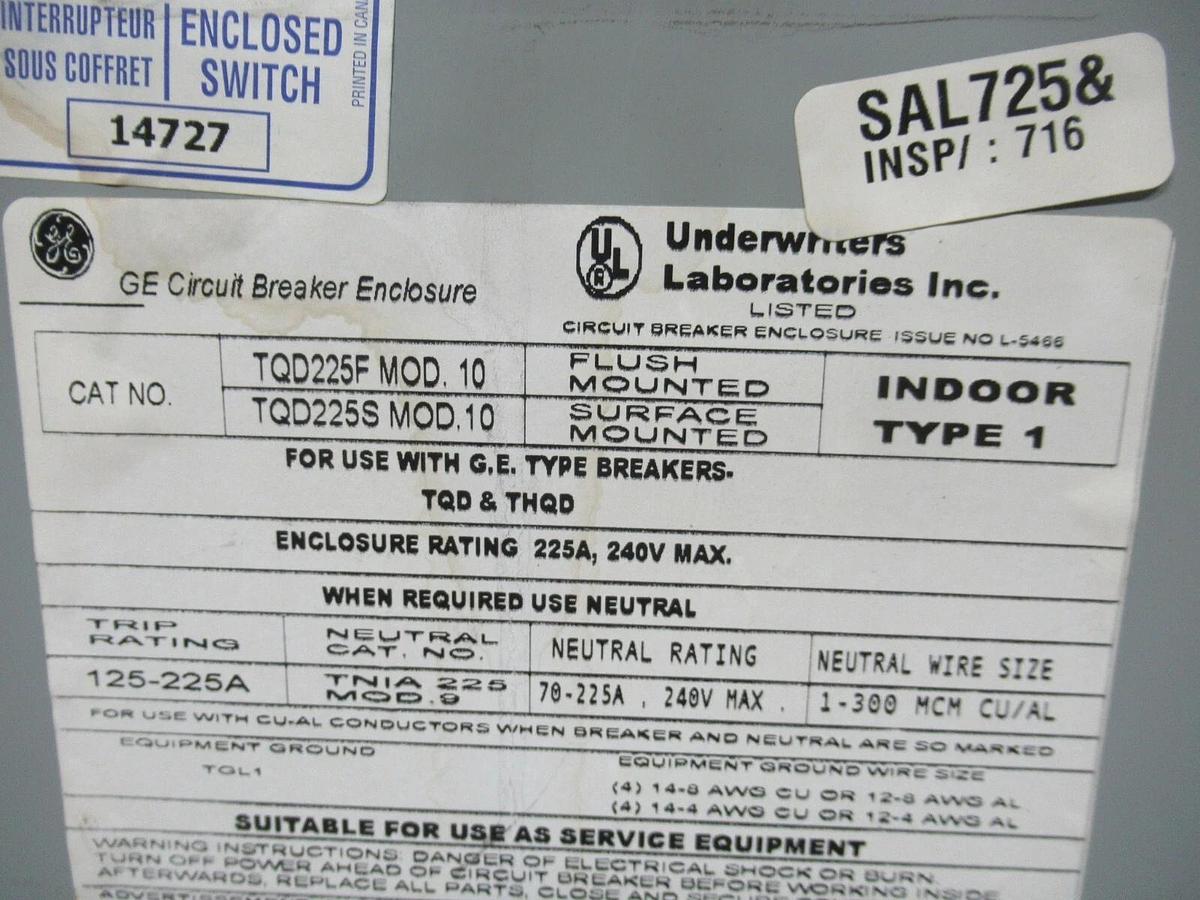 INTERRUPTEUR
SOUS COFFRET
ENCLOSED
SWITCH
PRINTED IN
14727
SAL725&
INSP/ : 716
GE
GE Circuit Breaker Enclosure
UL
R
Underwriters
Laboratories Inc.
LISTED
CIRCUIT BREAKER ENCLOSURE ISSUE NO L-5466
CAT NO.
TQD225F MOD. 10
FLUSH
MOUNTED
TQD225S MOD.10
SURFACE
MOUNTED
INDOOR
TYPE 1
FOR USE WITH G.E. TYPE BREAKERS.
TQD & THQD
ENCLOSURE RATING 225A, 240V MAX.
WHEN REQUIRED USE NEUTRAL
TRIP
RATING
NEUTRAL
CAT. NO.
NEUTRAL RATING
NEUTRAL WIRE SIZE
125-225A
TNIA 225
MOD.9
70-225A , 240V MAX .
1-300 MCM CU/AL
FOR USE WITH CU-AL CONDUCTORS WHEN BREAKER AND NEUTRAL ARE SO MARKED
EQUIPMENT GROUND
TGL1
EQUIPMENT GROUND WIRE SIZE
(4) 14-8 AWG CU OR 12-8 AWG AL
(4) 14-4 AWG CU OR 12-4 AWG AL
SUITABLE FOR USE AS SERVICE EQUIPMENT
WARNING INSTRUCTIONS: DANGER OF ELECTRICAL SHOCK OR BURN.
TURN OFF POWER AHEAD OF CIRCUIT BREAKER BEFORE WORKING INSIDE
AFTERWARDS, REPLACE ALL PARTS, CLOSE AND